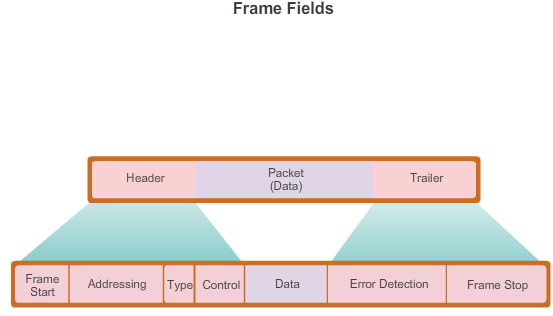 Frame Fields
Header
Packet
(Data)
Trailer
Frame
Start
Addressing
Type
Control
Data
Error Detection
Frame Stop